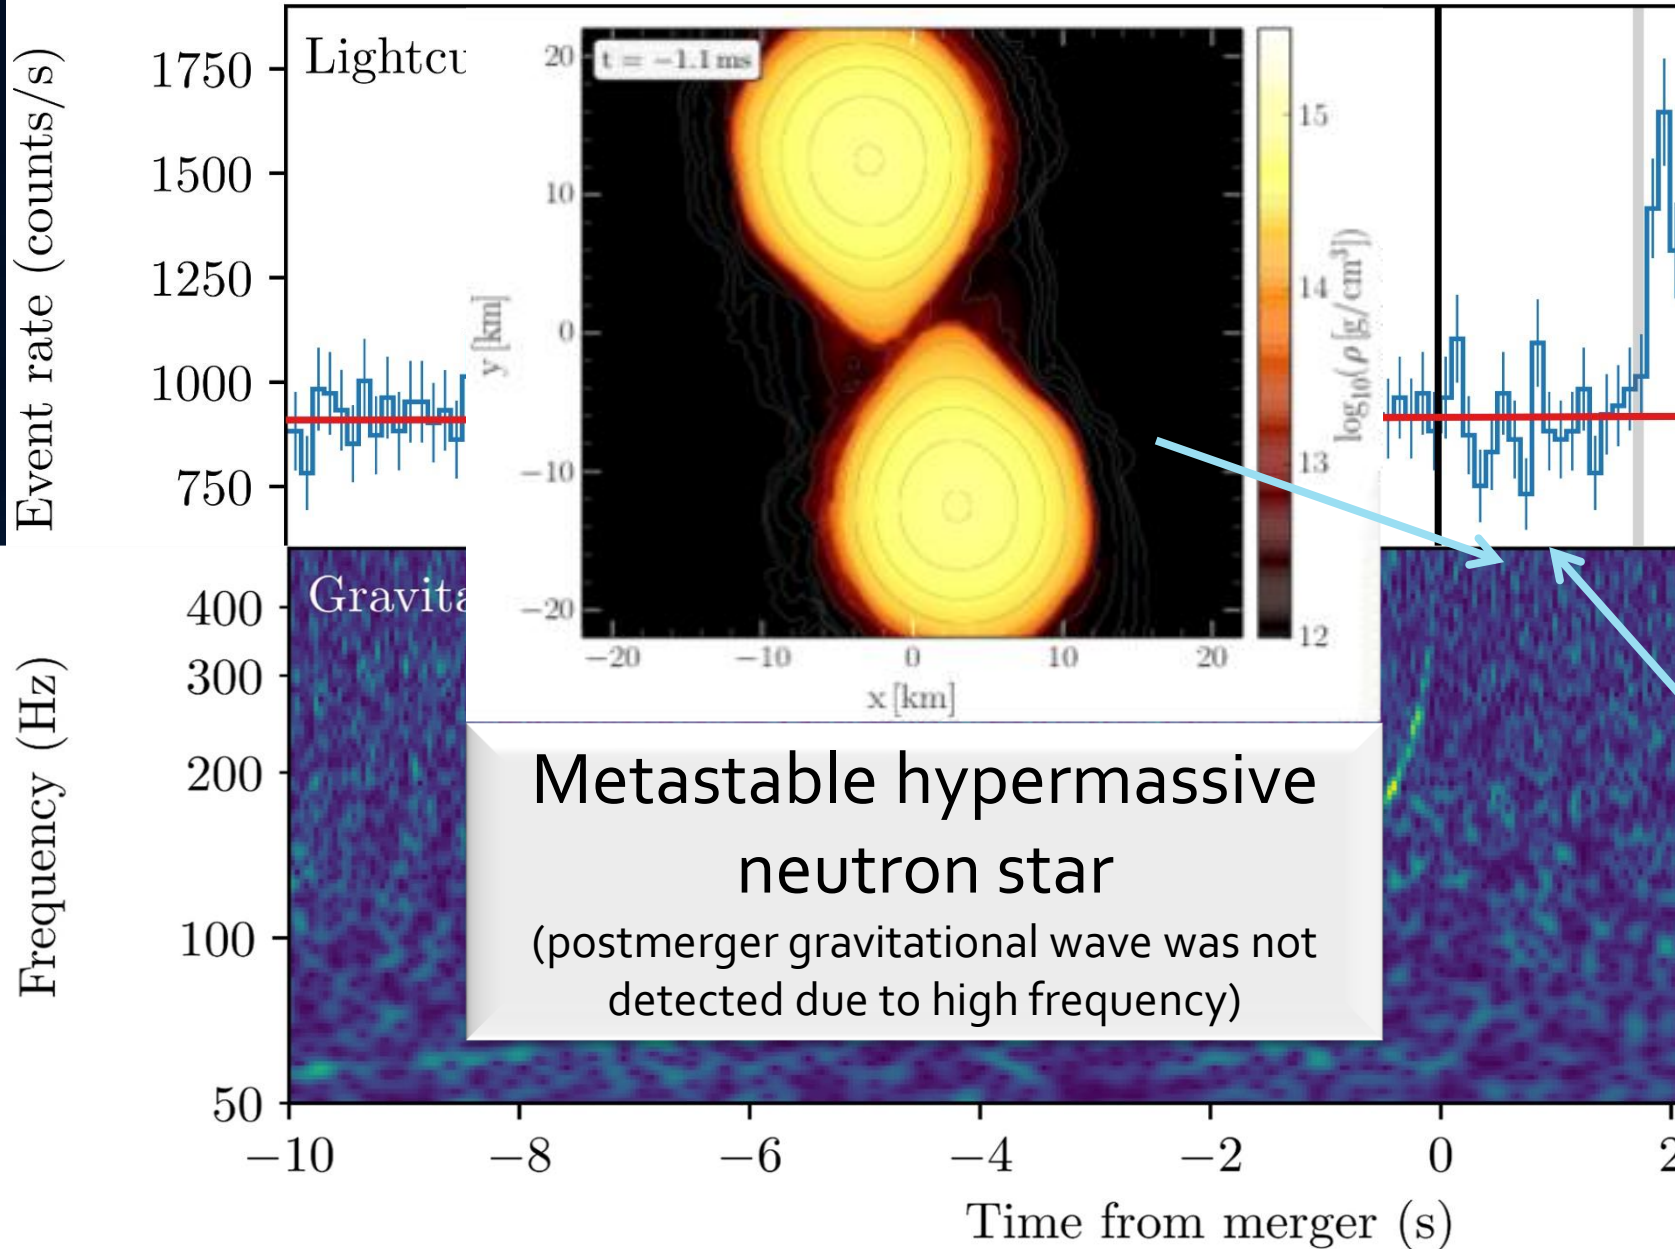 Event rate (counts/s)
1750
1500
1250
1000
750
Lightcu
t = −1.1 ms
20
10
0
−10
−20
y [km]
−20 −10 0 10 20
x [km]
15
14
13
12
log₁₀(ρ [g/cm³])
Frequency (Hz)
400
300
200
100
50
Gravita
Metastable hypermassive
neutron star
(postmerger gravitational wave was not
detected due to high frequency)
−10 −8 −6 −4 −2 0 2
Time from merger (s)